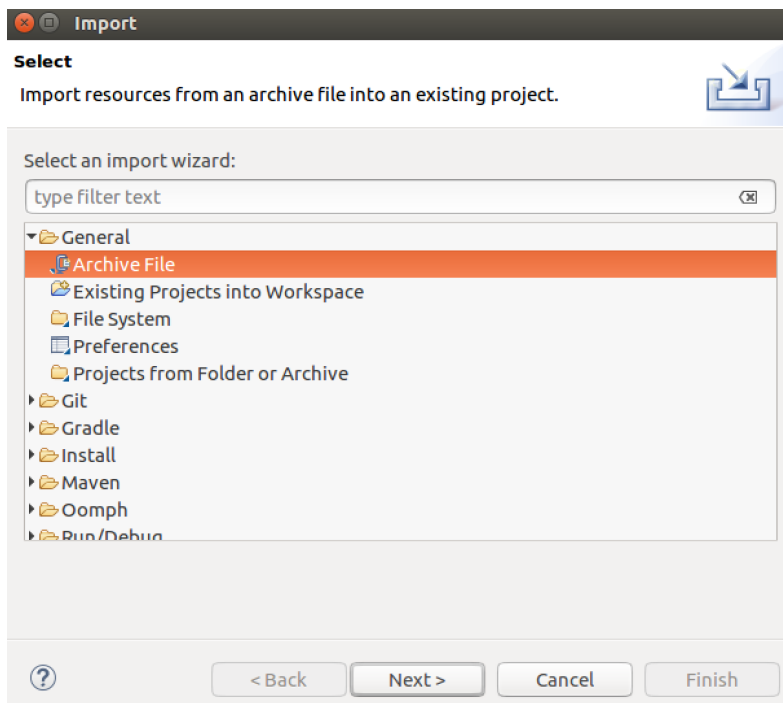 Import
Select
Import resources from an archive file into an existing project.
Select an import wizard:
type filter text
General
Archive File
Existing Projects into Workspace
File System
Preferences
Projects from Folder or Archive
Git
Gradle
Install
Maven
Oomph
Run/Debug
< Back Next > Cancel Finish